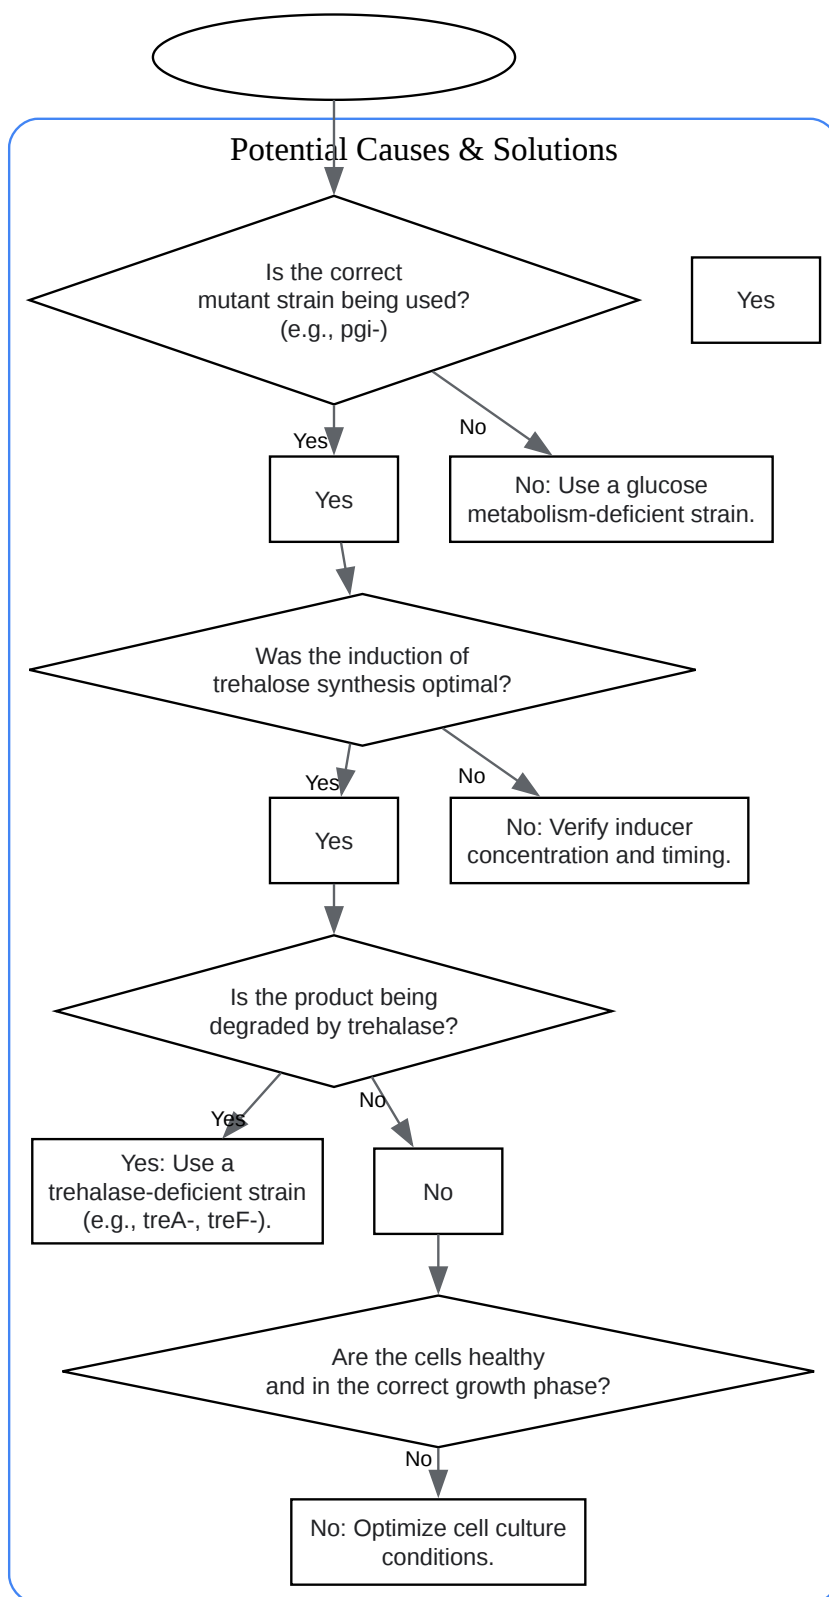 Potential Causes & Solutions
Is the correct
mutant strain being used?
(e.g., pgi-)
Yes
Yes
No
Yes
No: Use a glucose
metabolism-deficient strain.
Was the induction of
trehalose synthesis optimal?
Yes
No
Yes
No: Verify inducer
concentration and timing.
Is the product being
degraded by trehalase?
Yes
No
Yes: Use a
trehalase-deficient strain
(e.g., treA-, treF-).
No
Are the cells healthy
and in the correct growth phase?
No
No: Optimize cell culture
conditions.